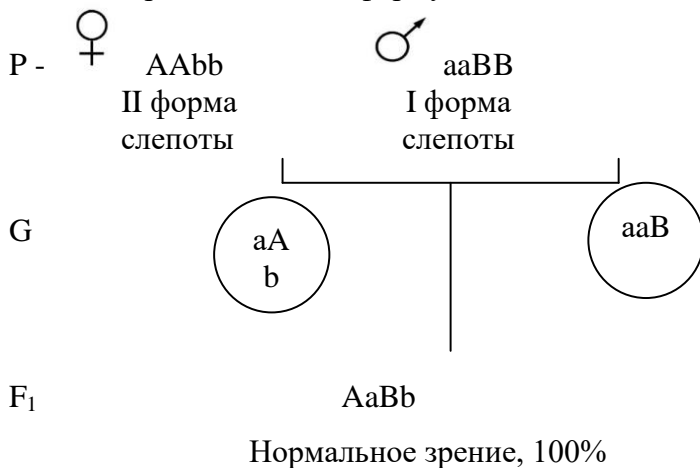 P - AAbb aaBB
II форма I форма
слепоты слепоты
G aA aaB
b
F₁ AaBb
Нормальное зрение, 100%